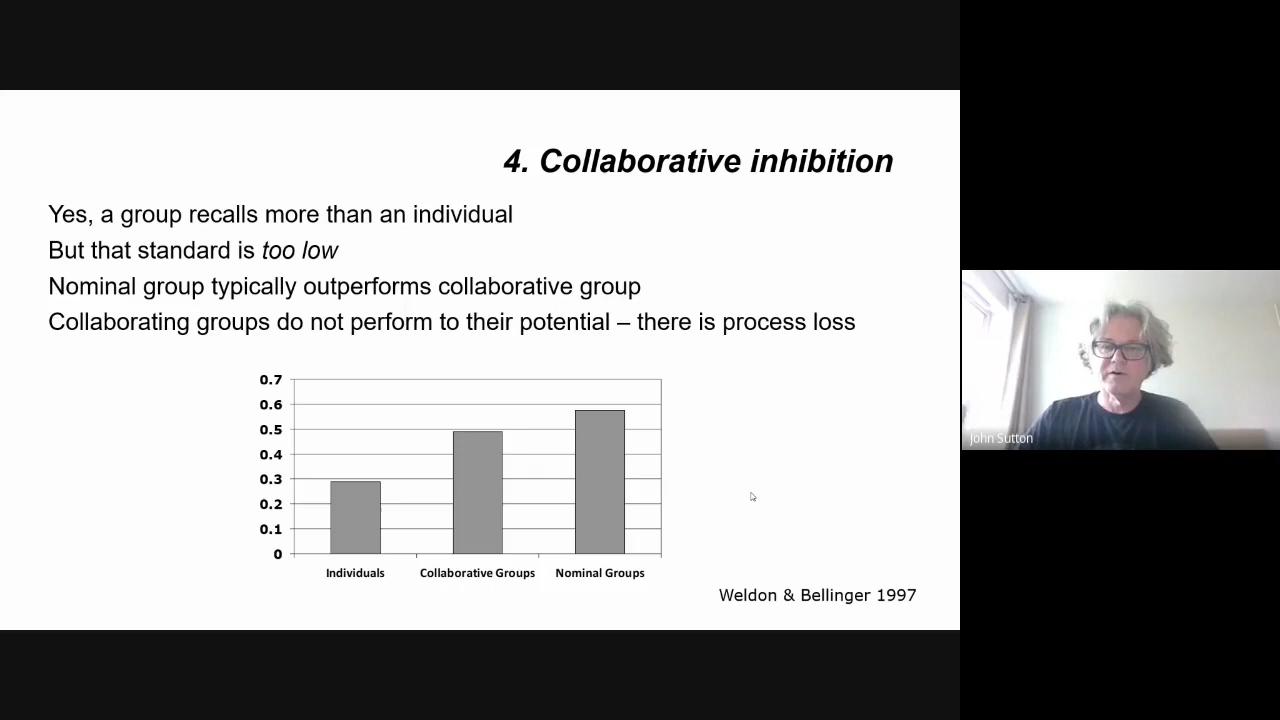 4. Collaborative inhibition
Yes, a group recalls more than an individual
But that standard is too low
Nominal group typically outperforms collaborative group
Collaborating groups do not perform to their potential – there is process loss
0.7
0.6
0.5
0.4
0.3
0.2
0.1
0
Individuals
Collaborative Groups
Nominal Groups
Weldon & Bellinger 1997
John Sutton